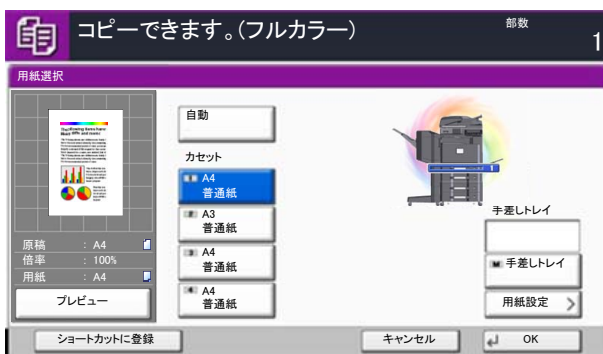 コピーできます。(フルカラー)
部数
1
用紙選択
自動
カセット
1 A4
普通紙
2 A3
普通紙
3 A4
普通紙
4 A4
普通紙
原稿 : A4
倍率 : 100%
用紙 : A4
プレビュー
手差しトレイ
M 手差しトレイ
用紙設定
ショートカットに登録
キャンセル
OK